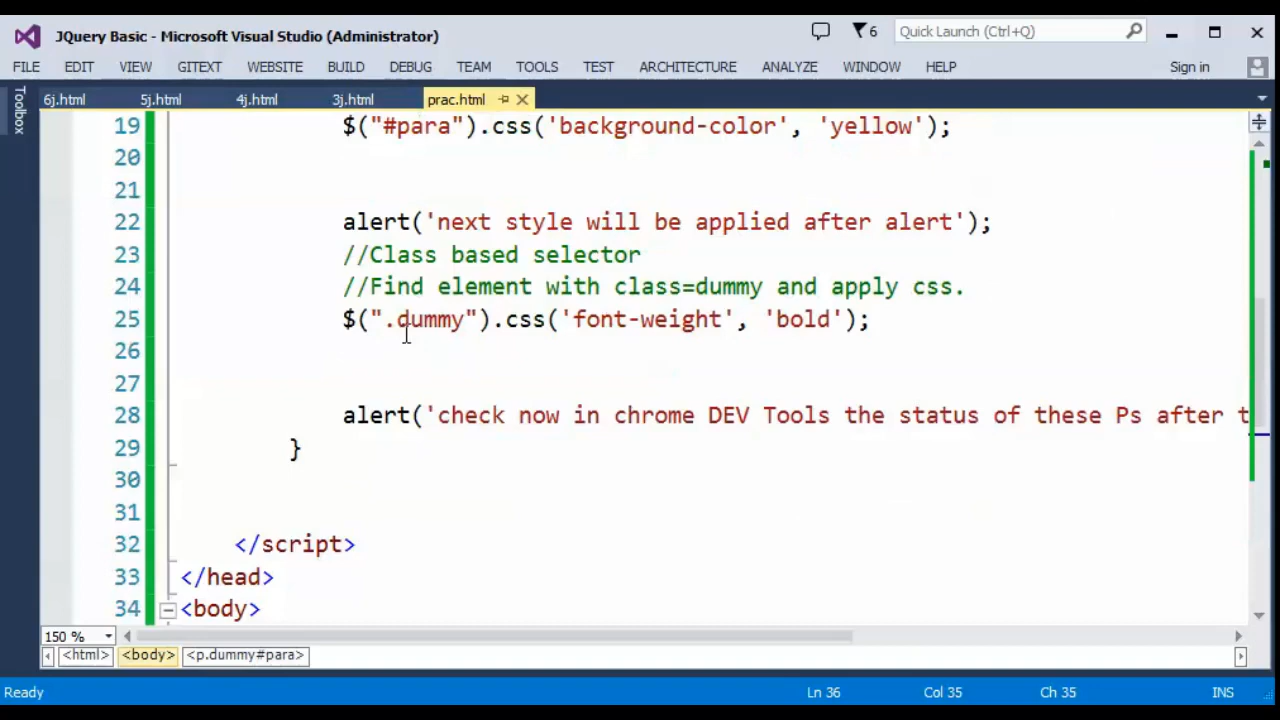 JQuery Basic - Microsoft Visual Studio (Administrator)
6
Quick Launch (Ctrl+Q)
FILE EDIT VIEW GITEXT WEBSITE BUILD DEBUG TEAM TOOLS TEST ARCHITECTURE ANALYZE WINDOW HELP Sign in
Toolbox
6j.html 5j.html 4j.html 3j.html prac.html
19 $("#para").css('background-color', 'yellow');
20
21
22 alert('next style will be applied after alert');
23 //Class based selector
24 //Find element with class=dummy and apply css.
25 $(".dummy").css('font-weight', 'bold');
26
27
28 alert('check now in chrome DEV Tools the status of these Ps after t
29 }
30
31
32 </script>
33 </head>
34 <body>
150 %
<html> <body> <p.dummy#para>
Ready Ln 36 Col 35 Ch 35 INS